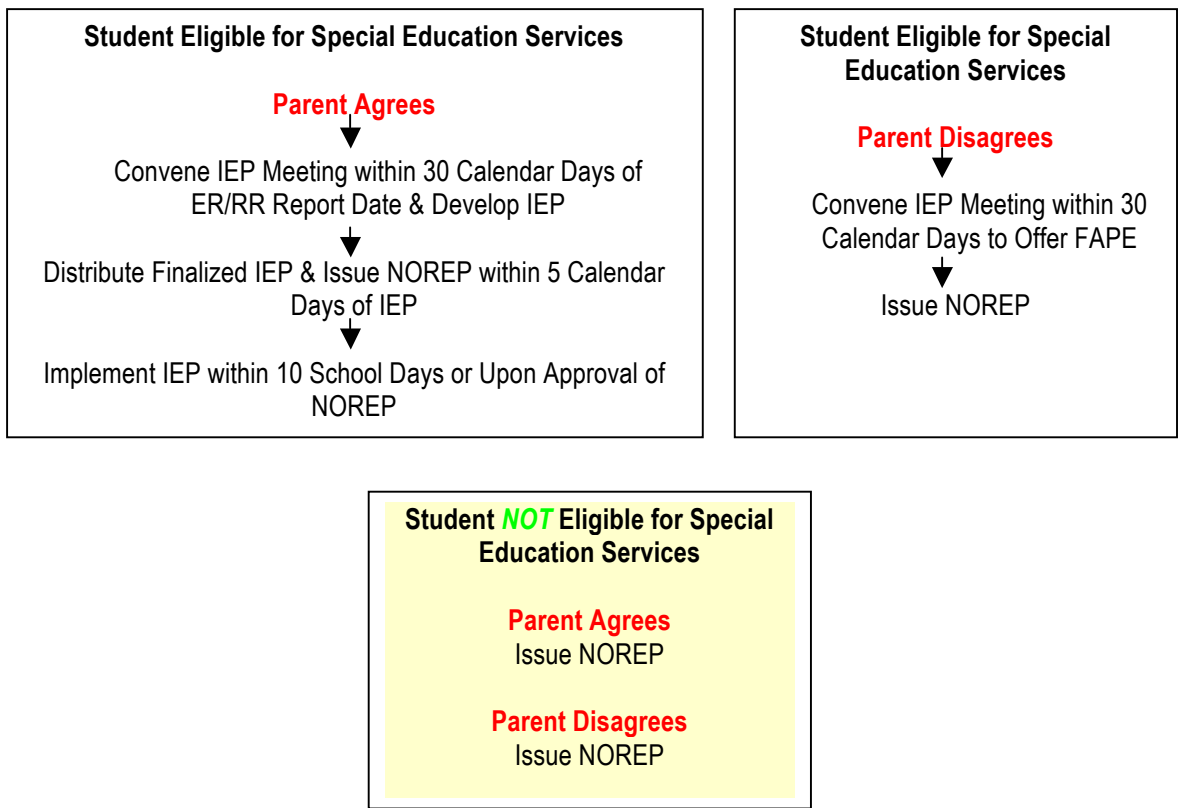 Student Eligible for Special Education Services
Parent Agrees
Convene IEP Meeting within 30 Calendar Days of
ER/RR Report Date & Develop IEP
Distribute Finalized IEP & Issue NOREP within 5 Calendar
Days of IEP
Implement IEP within 10 School Days or Upon Approval of
NOREP
Student Eligible for Special
Education Services
Parent Disagrees
Convene IEP Meeting within 30
Calendar Days to Offer FAPE
Issue NOREP
Student NOT Eligible for Special
Education Services
Parent Agrees
Issue NOREP
Parent Disagrees
Issue NOREP